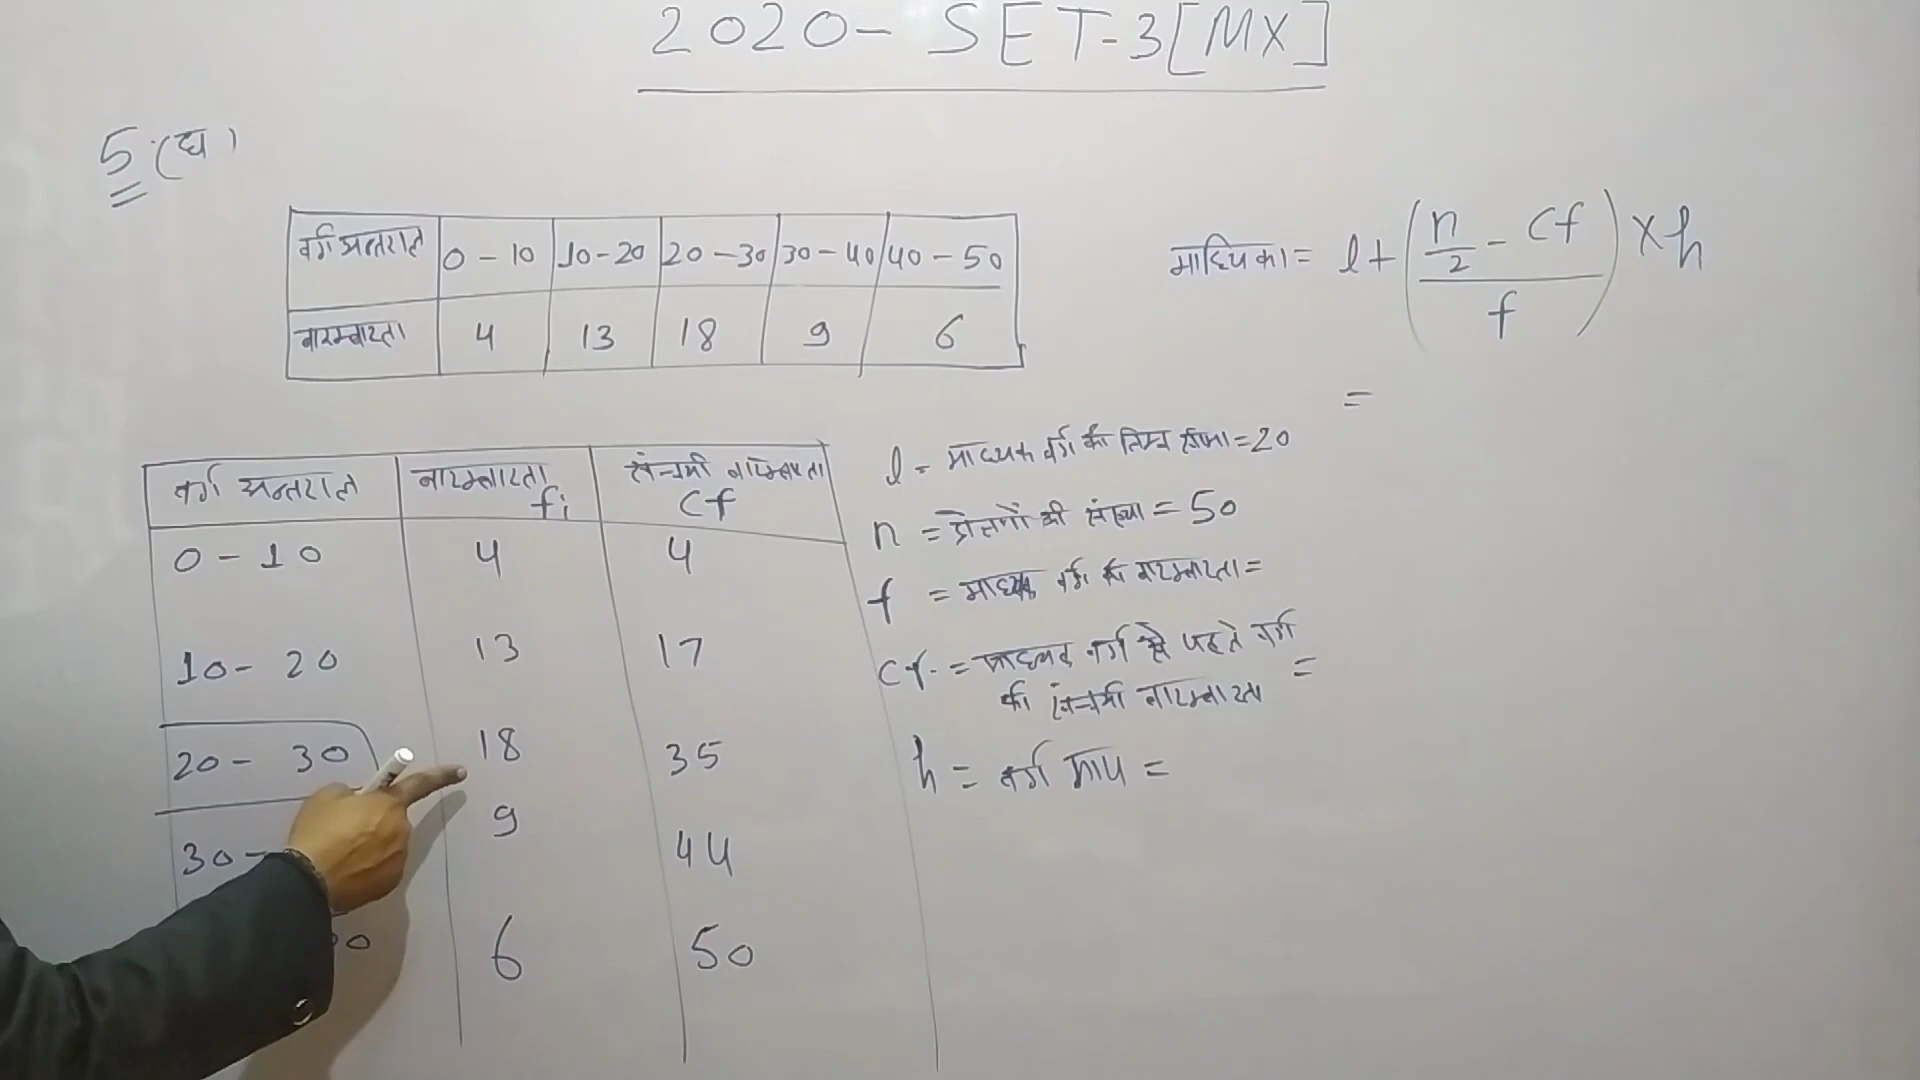 2020- SET-3[MX]
5.(घ)
वर्ग अन्तराल 0-10 10-20 20-30 30-40 40-50
बारम्बारता 4 13 18 9 6
माध्यिका = l + ( (n/2 - cf) / f ) × h
=
वर्ग अन्तराल बारम्बारता fi संचयी बारम्बारता Cf
0-10 4 4
10-20 13 17
20-30 18 35
30- 9 44
0 6 50
l = माध्यक वर्ग की निम्न सीमा = 20
n = प्रेक्षणों की संख्या = 50
f = माध्यक वर्ग की बारम्बारता =
cf. = माध्यक वर्ग से पहले वर्ग
की संचयी बारम्बारता =
h = वर्ग माप =